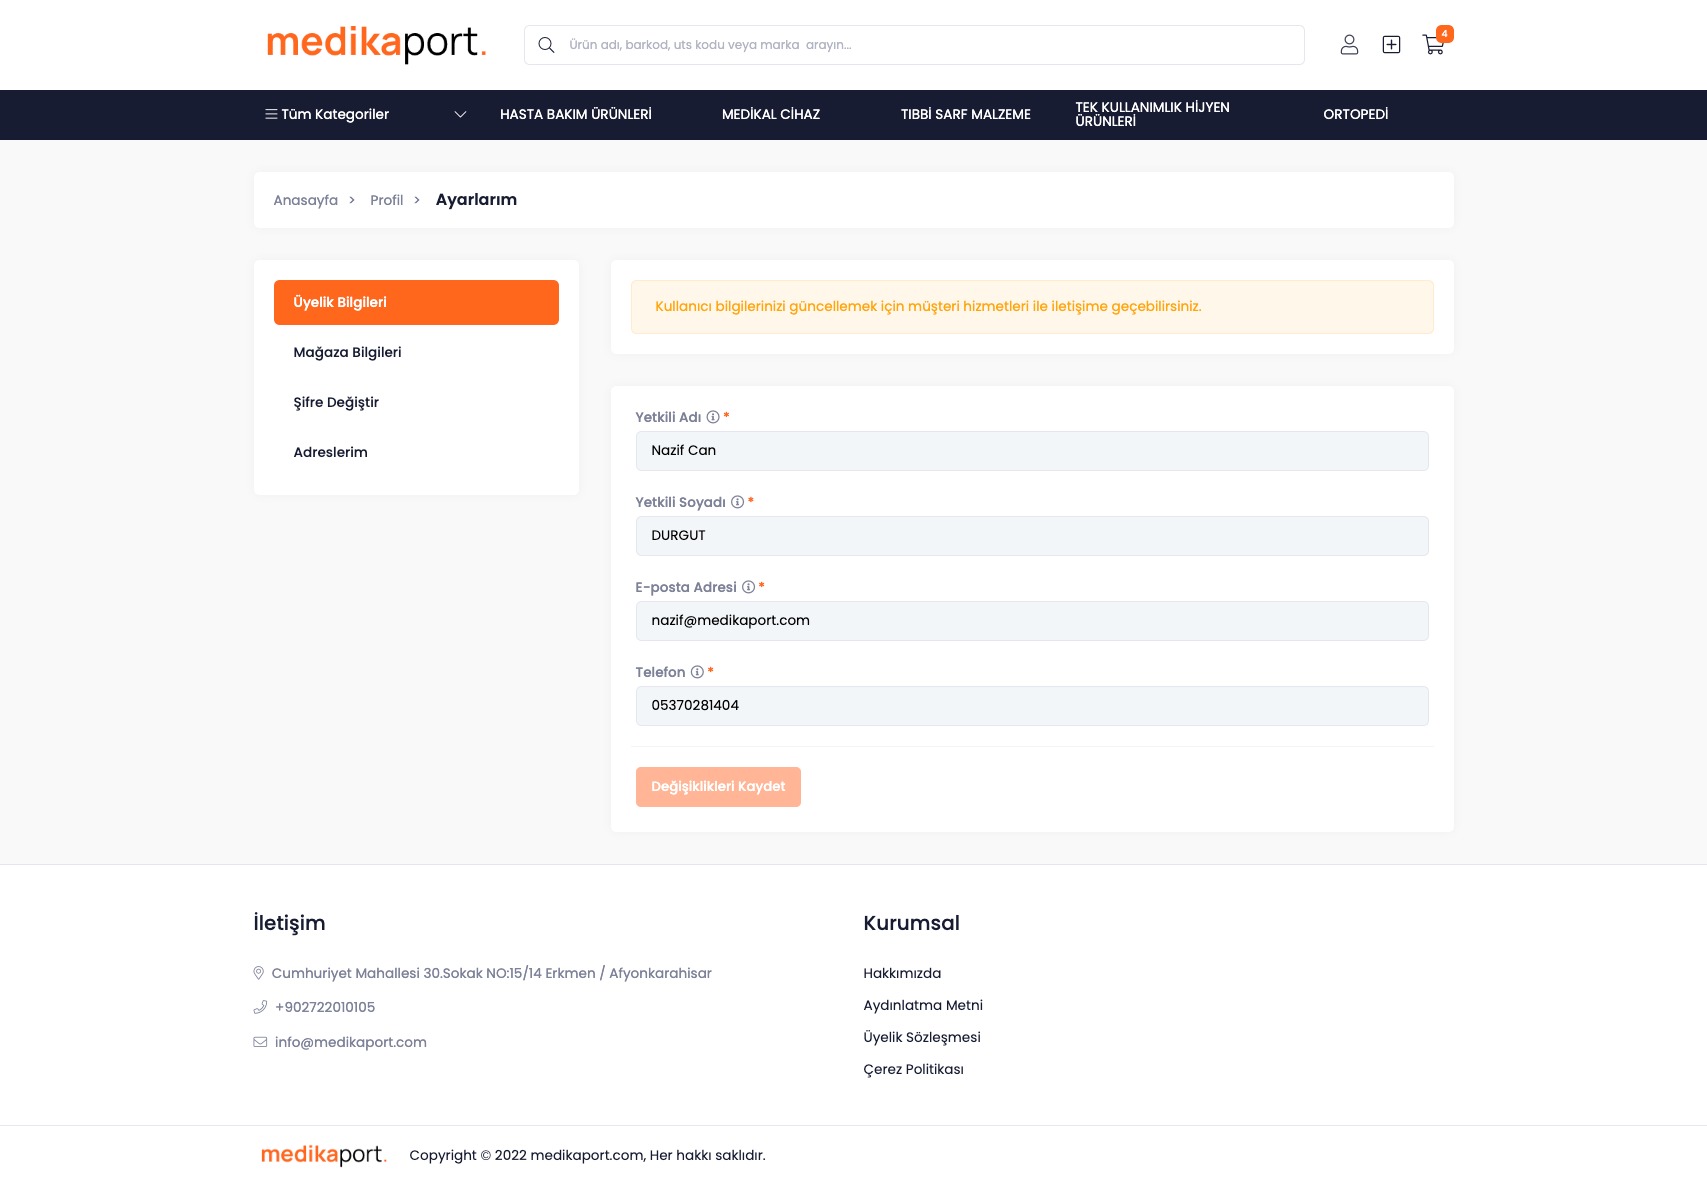 medikaport.
Ürün adı, barkod, uts kodu veya marka arayın...
4
Tüm Kategoriler
HASTA BAKIM ÜRÜNLERİ
MEDİKAL CİHAZ
TIBBİ SARF MALZEME
TEK KULLANIMLIK HİJYEN
ÜRÜNLERİ
ORTOPEDİ
Anasayfa > Profil > Ayarlarım
Üyelik Bilgileri
Mağaza Bilgileri
Şifre Değiştir
Adreslerim
Kullanıcı bilgilerinizi güncellemek için müşteri hizmetleri ile iletişime geçebilirsiniz.
Yetkili Adı *
Nazif Can
Yetkili Soyadı *
DURGUT
E-posta Adresi *
nazif@medikaport.com
Telefon *
05370281404
Değişiklikleri Kaydet
İletişim
Cumhuriyet Mahallesi 30.Sokak NO:15/14 Erkmen / Afyonkarahisar
+902722010105
info@medikaport.com
Kurumsal
Hakkımızda
Aydınlatma Metni
Üyelik Sözleşmesi
Çerez Politikası
medikaport.
Copyright © 2022 medikaport.com, Her hakkı saklıdır.